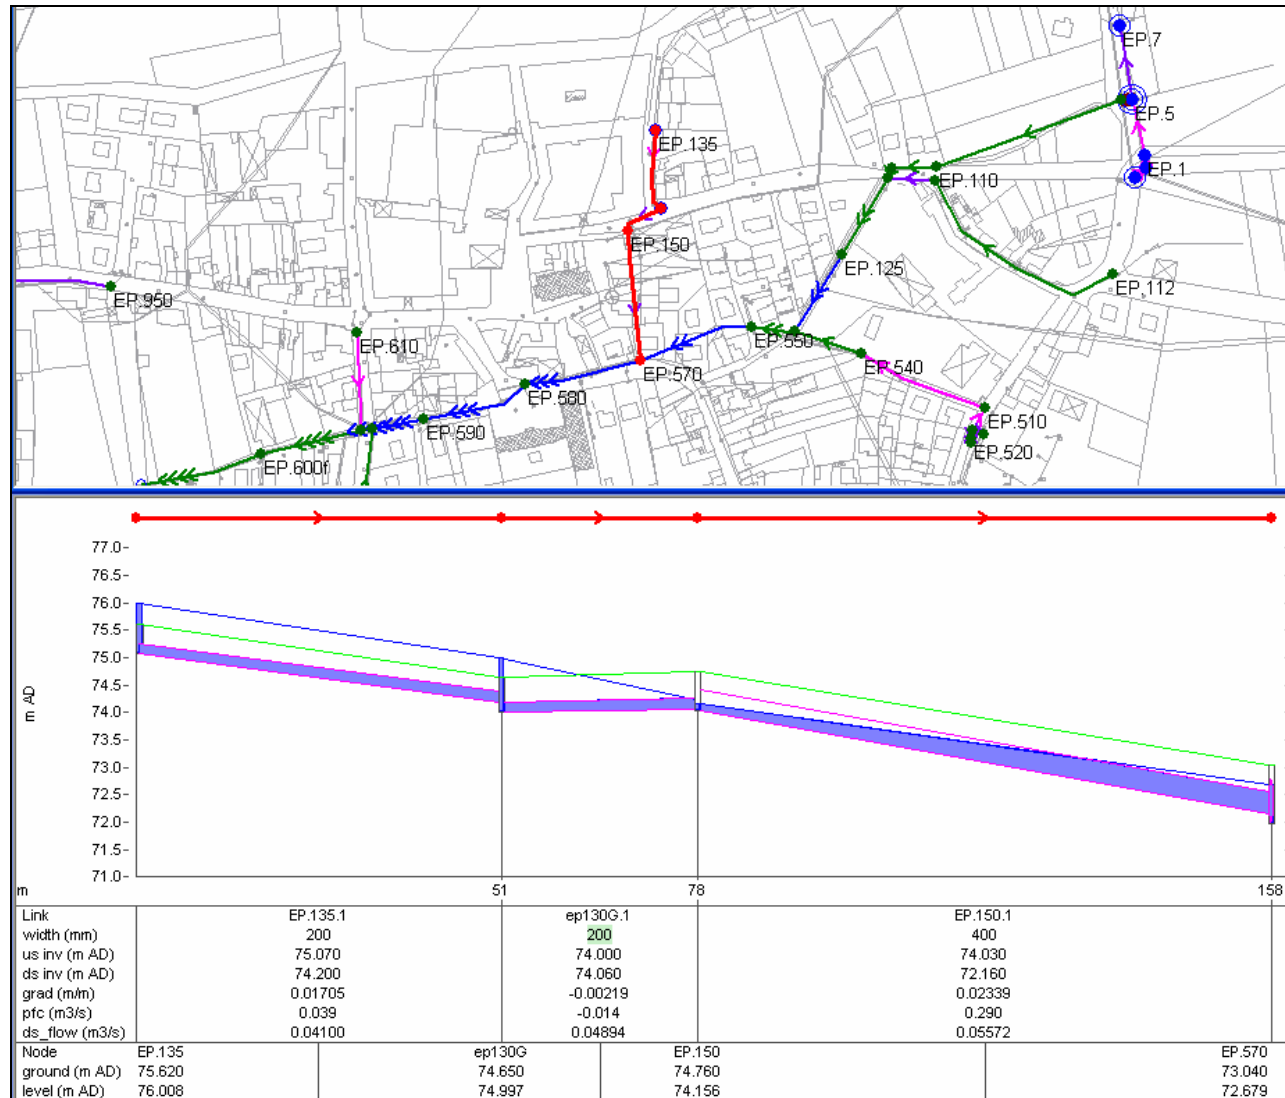 EP.7
EP.5
EP.135
EP.1
EP.110
EP.150
EP.125
EP.112
EP.950
EP.610
EP.550
EP.570
EP.540
EP.580
EP.510
EP.590
EP.520
EP.600f
77.0
76.5
76.0
75.5
75.0
74.5
74.0
73.5
73.0
72.5
72.0
71.5
71.0
m AD
m 51 78 158
Link EP.135.1 ep130G.1 EP.150.1
width (mm) 200 200 400
us inv (m AD) 75.070 74.000 74.030
ds inv (m AD) 74.200 74.060 72.160
grad (m/m) 0.01705 -0.00219 0.02339
pfc (m3/s) 0.039 -0.014 0.290
ds_flow (m3/s) 0.04100 0.04894 0.05572
Node EP.135 ep130G EP.150 EP.570
ground (m AD) 75.620 74.650 74.760 73.040
level (m AD) 76.008 74.997 74.156 72.679